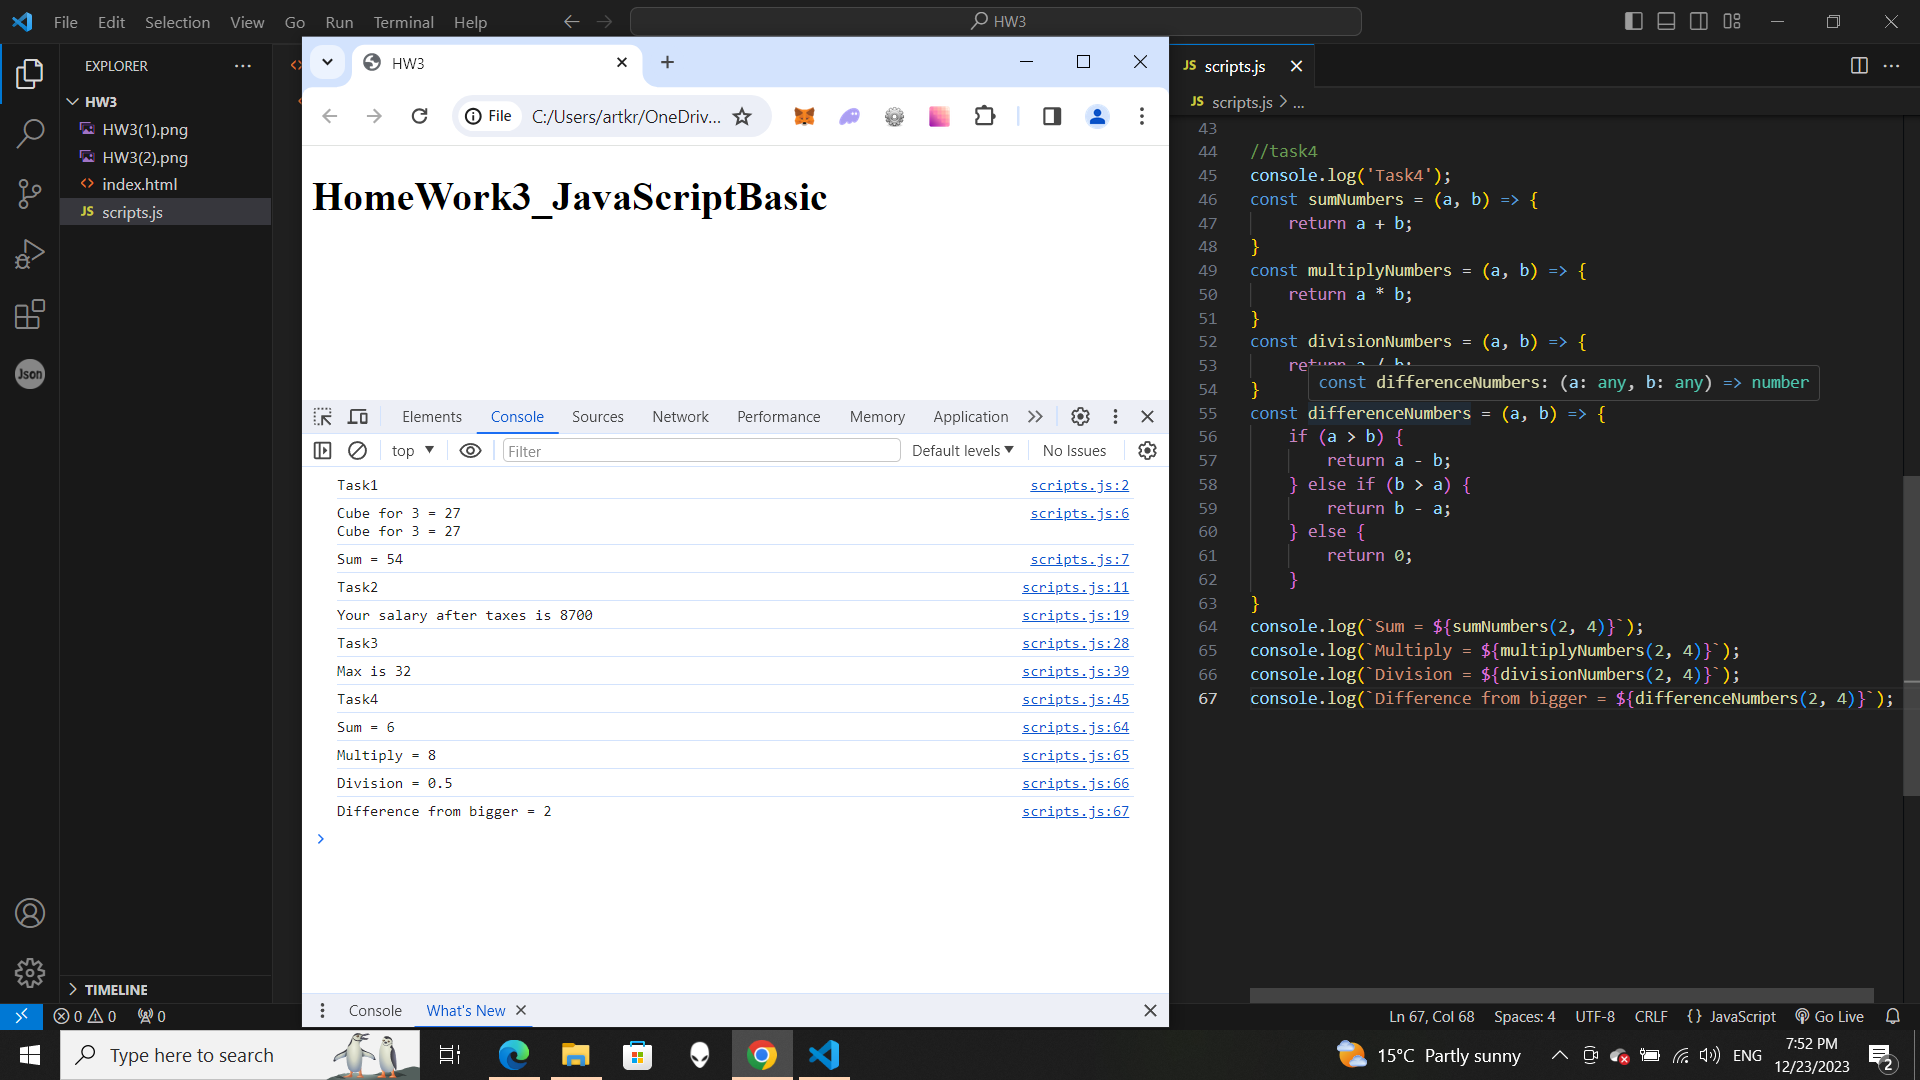 File Edit Selection View Go Run Terminal Help
HW3
EXPLORER
HW3
HW3(1).png
HW3(2).png
index.html
JS scripts.js
Json
TIMELINE
HW3
File C:/Users/artkr/OneDriv...
HomeWork3_JavaScriptBasic
Elements Console Sources Network Performance Memory Application
top Filter Default levels No Issues
Task1 scripts.js:2
Cube for 3 = 27 scripts.js:6
Cube for 3 = 27
Sum = 54 scripts.js:7
Task2 scripts.js:11
Your salary after taxes is 8700 scripts.js:19
Task3 scripts.js:28
Max is 32 scripts.js:39
Task4 scripts.js:45
Sum = 6 scripts.js:64
Multiply = 8 scripts.js:65
Division = 0.5 scripts.js:66
Difference from bigger = 2 scripts.js:67
Console What's New
JS scripts.js
JS scripts.js > ...
43
44 //task4
45 console.log('Task4');
46 const sumNumbers = (a, b) => {
47 return a + b;
48 }
49 const multiplyNumbers = (a, b) => {
50 return a * b;
51 }
52 const divisionNumbers = (a, b) => {
53 return a / b;
const differenceNumbers: (a: any, b: any) => number
54 }
55 const differenceNumbers = (a, b) => {
56 if (a > b) {
57 return a - b;
58 } else if (b > a) {
59 return b - a;
60 } else {
61 return 0;
62 }
63 }
64 console.log(`Sum = ${sumNumbers(2, 4)}`);
65 console.log(`Multiply = ${multiplyNumbers(2, 4)}`);
66 console.log(`Division = ${divisionNumbers(2, 4)}`);
67 console.log(`Difference from bigger = ${differenceNumbers(2, 4)}`);
0 0 0 Ln 67, Col 68 Spaces: 4 UTF-8 CRLF {} JavaScript Go Live
Type here to search
15°C Partly sunny ENG
7:52 PM
12/23/2023
2